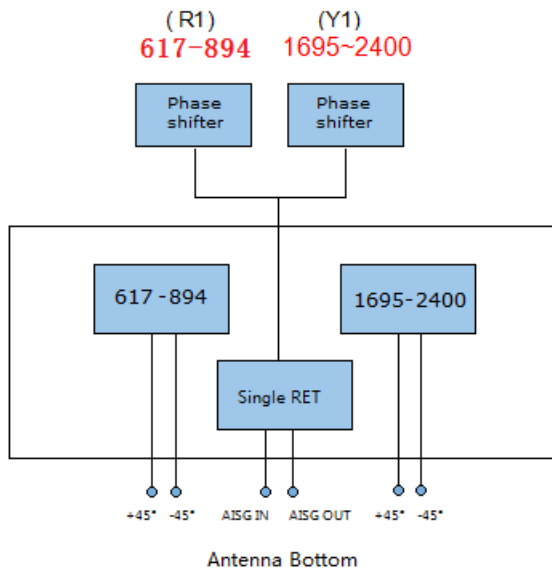 (R1) (Y1)
617-894 1695~2400
Phase shifter Phase shifter
617-894 1695-2400
Single RET
+45° -45° AISG IN AISG OUT +45° -45°
Antenna Bottom